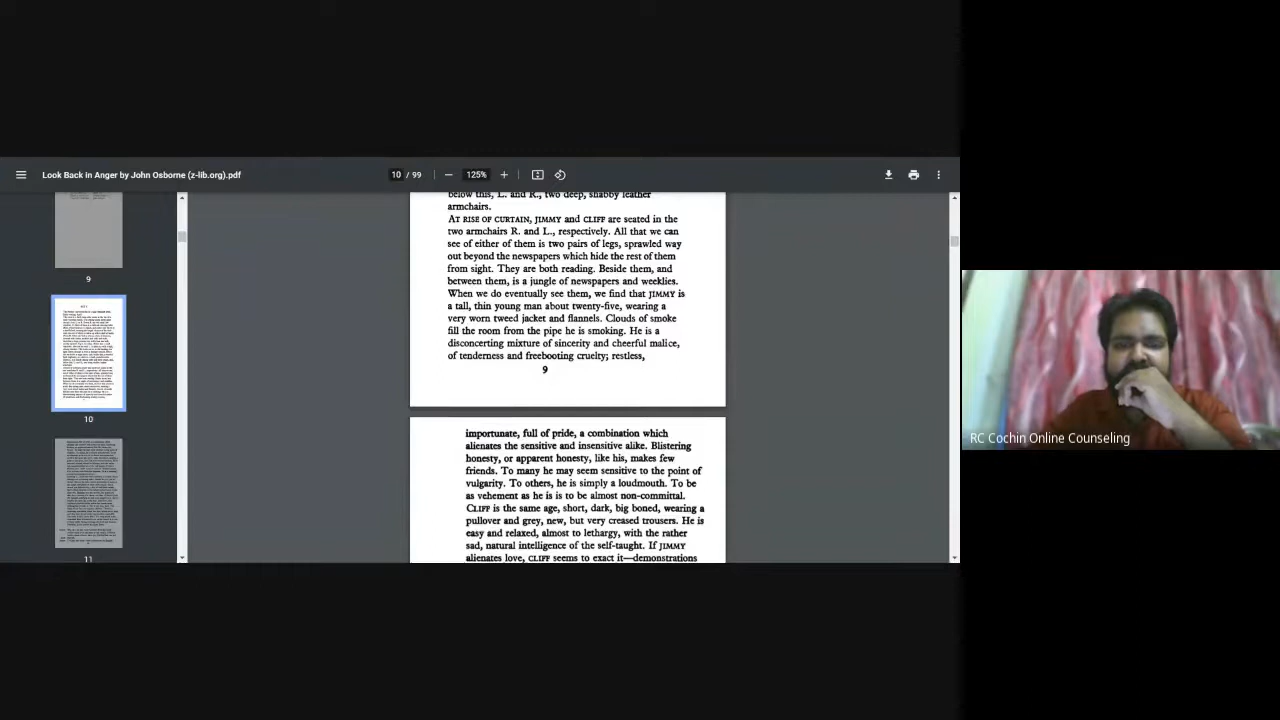 Look Back in Anger by John Osborne (z-lib.org).pdf
10 / 99
125%
9
10
11
below this, L. and R., two deep, shabby leather
armchairs.
AT RISE OF CURTAIN, JIMMY and CLIFF are seated in the
two armchairs R. and L., respectively. All that we can
see of either of them is two pairs of legs, sprawled way
out beyond the newspapers which hide the rest of them
from sight. They are both reading. Beside them, and
between them, is a jungle of newspapers and weeklies.
When we do eventually see them, we find that JIMMY is
a tall, thin young man about twenty-five, wearing a
very worn tweed jacket and flannels. Clouds of smoke
fill the room from the pipe he is smoking. He is a
disconcerting mixture of sincerity and cheerful malice,
of tenderness and freebooting cruelty; restless,
9
importunate, full of pride, a combination which
alienates the sensitive and insensitive alike. Blistering
honesty, or apparent honesty, like his, makes few
friends. To many he may seem sensitive to the point of
vulgarity. To others, he is simply a loudmouth. To be
as vehement as he is is to be almost non-committal.
CLIFF is the same age, short, dark, big boned, wearing a
pullover and grey, new, but very creased trousers. He is
easy and relaxed, almost to lethargy, with the rather
sad, natural intelligence of the self-taught. If JIMMY
alienates love, CLIFF seems to exact it—demonstrations
RC Cochin Online Counseling